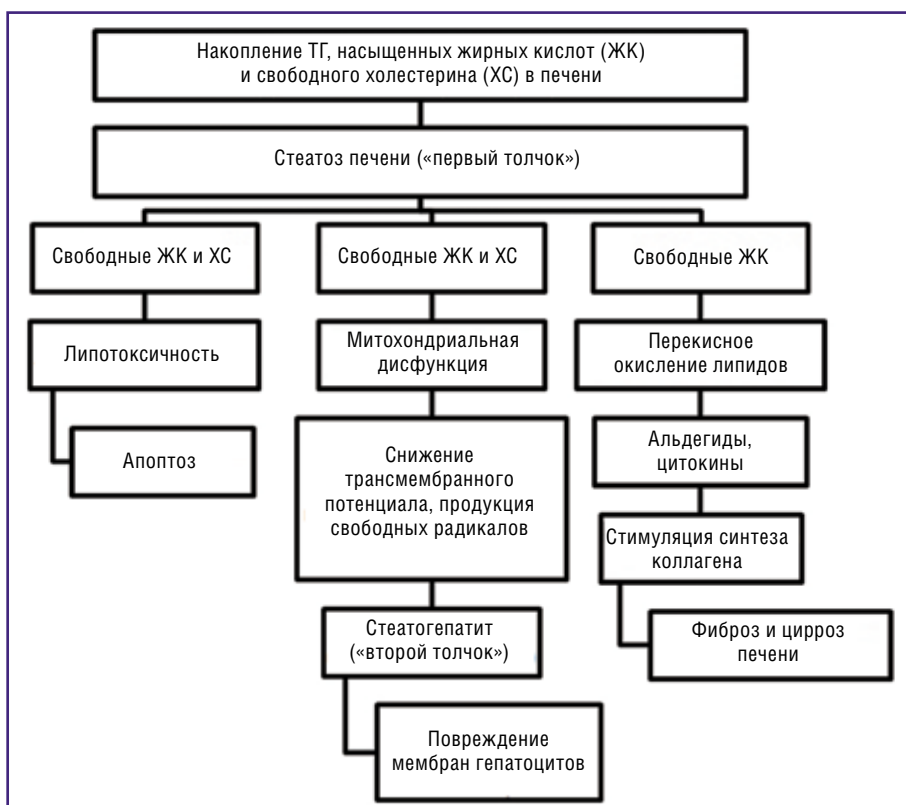 Накопление ТГ, насыщенных жирных кислот (ЖК)
и свободного холестерина (ХС) в печени
Стеатоз печени («первый толчок»)
Свободные ЖК и ХС
Липотоксичность
Апоптоз
Свободные ЖК и ХС
Митохондриальная
дисфункция
Снижение
трансмембранного
потенциала, продукция
свободных радикалов
Стеатогепатит
(«второй толчок»)
Повреждение
мембран гепатоцитов
Свободные ЖК
Перекисное
окисление липидов
Альдегиды,
цитокины
Стимуляция синтеза
коллагена
Фиброз и цирроз
печени